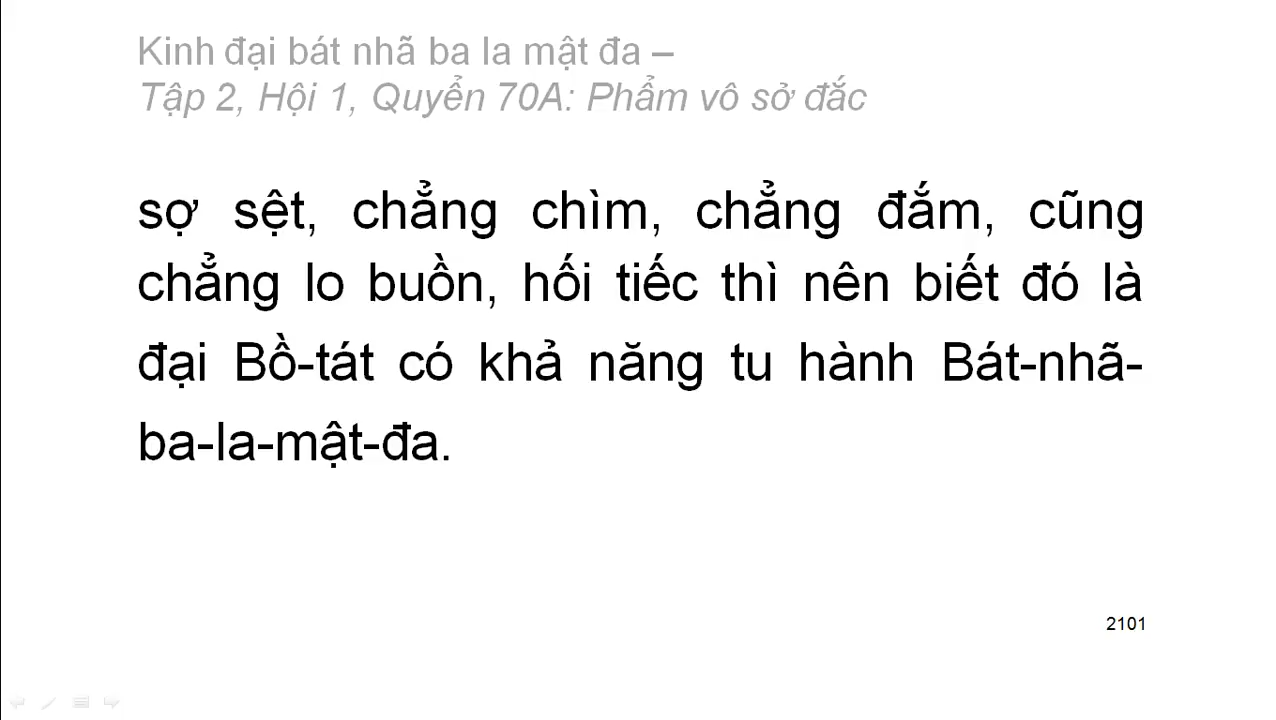 Kinh đại bát nhã ba la mật đa –
Tập 2, Hội 1, Quyển 70A: Phẩm vô sở đắc
sợ sệt, chẳng chìm, chẳng đắm, cũng
chẳng lo buồn, hối tiếc thì nên biết đó là
đại Bồ-tát có khả năng tu hành Bát-nhã-
ba-la-mật-đa.
2101